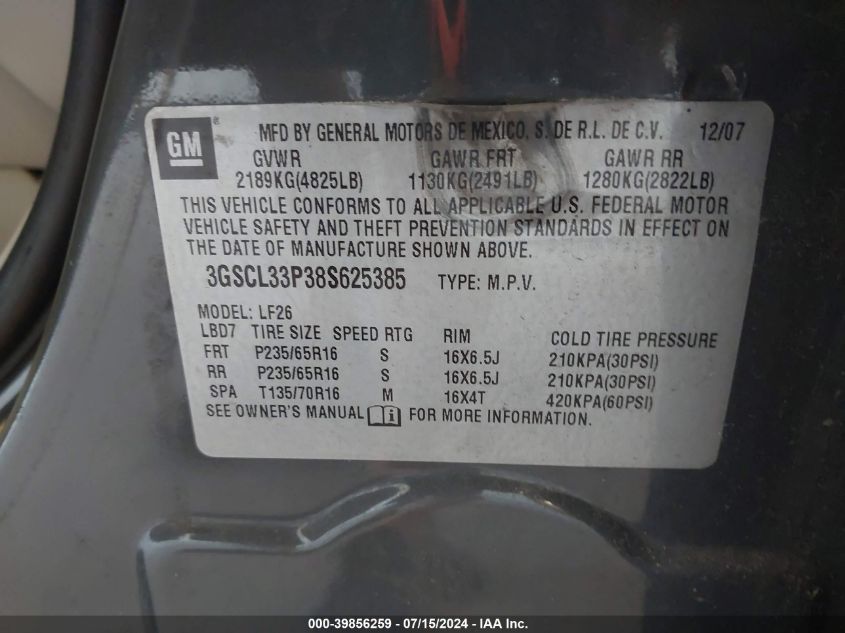 GM ® MFD BY GENERAL MOTORS DE MEXICO, S. DE R.L. DE C.V. 12/07
GVWR GAWR FRT GAWR RR
2189KG(4825LB) 1130KG(2491LB) 1280KG(2822LB)
THIS VEHICLE CONFORMS TO ALL APPLICABLE U.S. FEDERAL MOTOR
VEHICLE SAFETY AND THEFT PREVENTION STANDARDS IN EFFECT ON
THE DATE OF MANUFACTURE SHOWN ABOVE.
3GSCL33P38S625385 TYPE: M.P.V.
MODEL: LF26
LBD7 TIRE SIZE SPEED RTG RIM COLD TIRE PRESSURE
FRT P235/65R16 S 16X6.5J 210KPA(30PSI)
RR P235/65R16 S 16X6.5J 210KPA(30PSI)
SPA T135/70R16 M 16X4T 420KPA(60PSI)
SEE OWNER'S MANUAL i FOR MORE INFORMATION.
000-39856259 - 07/15/2024 - IAAI.com